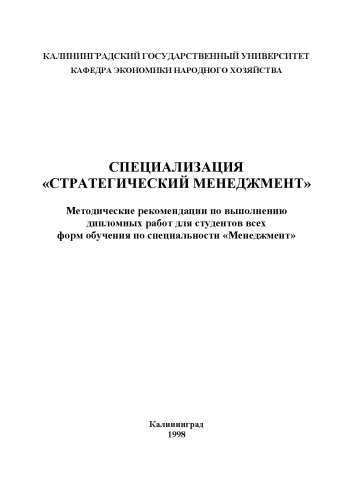 КАЛИНИНГРАДСКИЙ ГОСУДАРСТВЕННЫЙ УНИВЕРСИТЕТ
КАФЕДРА ЭКОНОМИКИ НАРОДНОГО ХОЗЯЙСТВА
СПЕЦИАЛИЗАЦИЯ
«СТРАТЕГИЧЕСКИЙ МЕНЕДЖМЕНТ»
Методические рекомендации по выполнению
дипломных работ для студентов всех
форм обучения по специальности «Менеджмент»
Калининград
1998